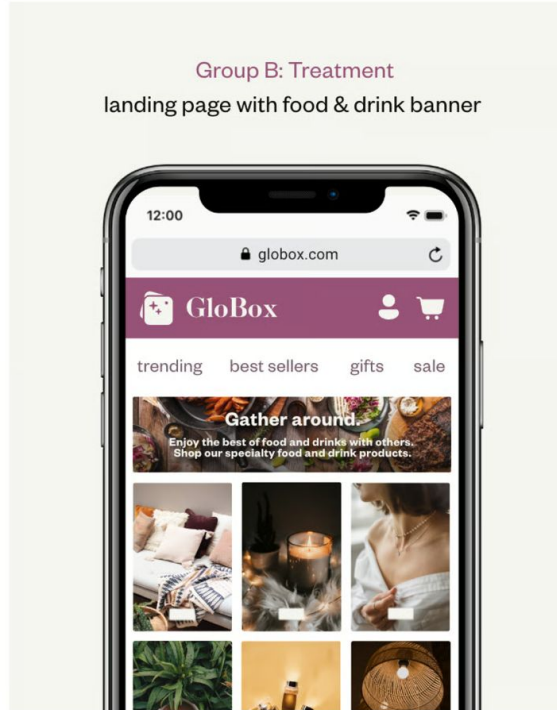 Group B: Treatment
landing page with food & drink banner
12:00
globox.com
GloBox
trending best sellers gifts sale
Gather around.
Enjoy the best of food and drinks with others.
Shop our specialty food and drink products.